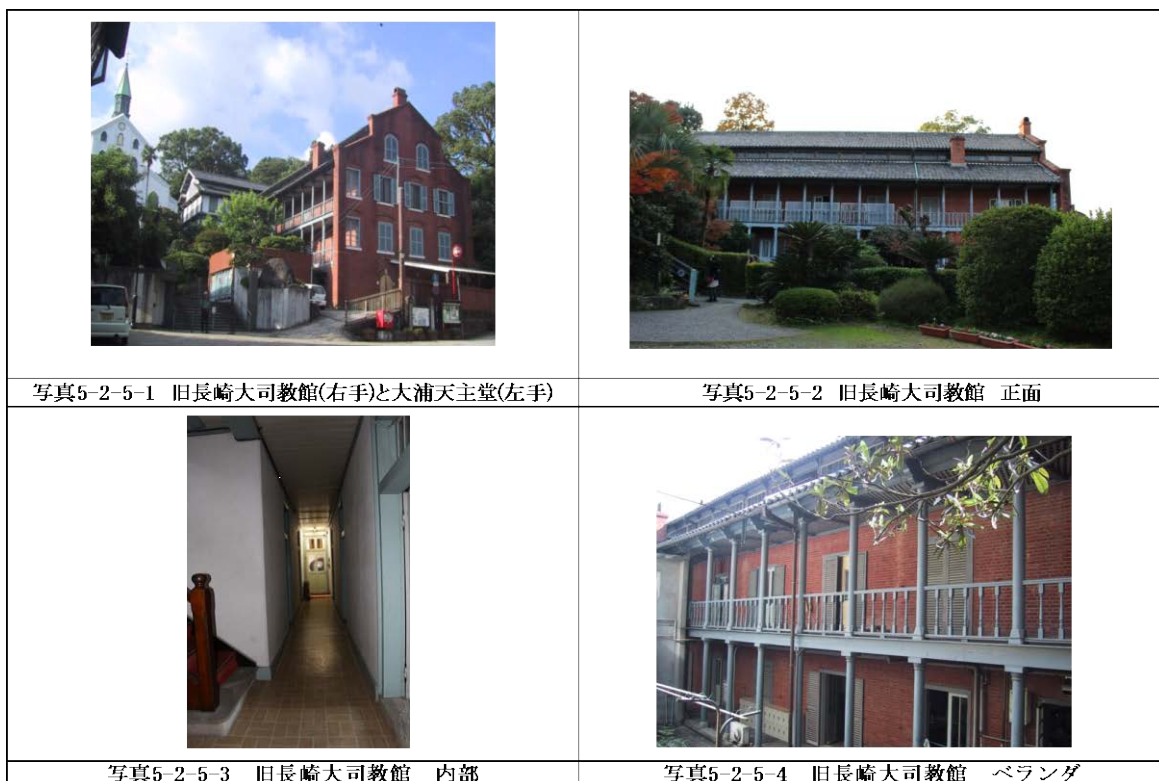 写真5-2-5-1 旧長崎大司教館(右手)と大浦天主堂(左手)
写真5-2-5-2 旧長崎大司教館 正面
写真5-2-5-3 旧長崎大司教館 内部
写真5-2-5-4 旧長崎大司教館 ベランダ